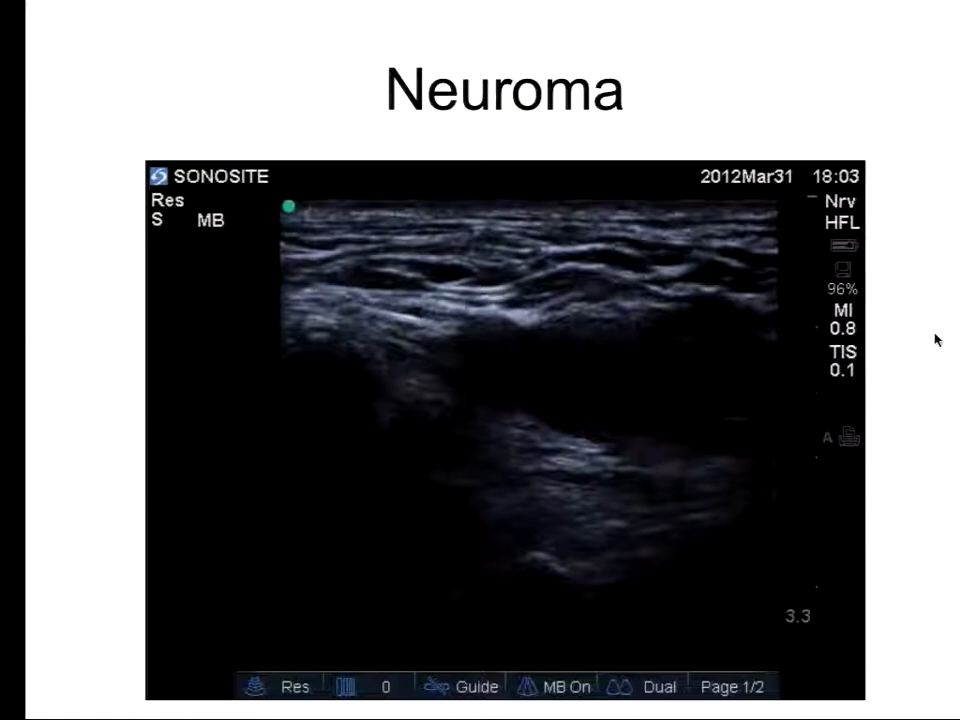 Neuroma
SONOSITE
2012Mar31 18:03
Res
S MB
Nrv
HFL
96%
MI
0.8
TIS
0.1
A
3.3
Res 0 Guide MB On Dual Page 1/2